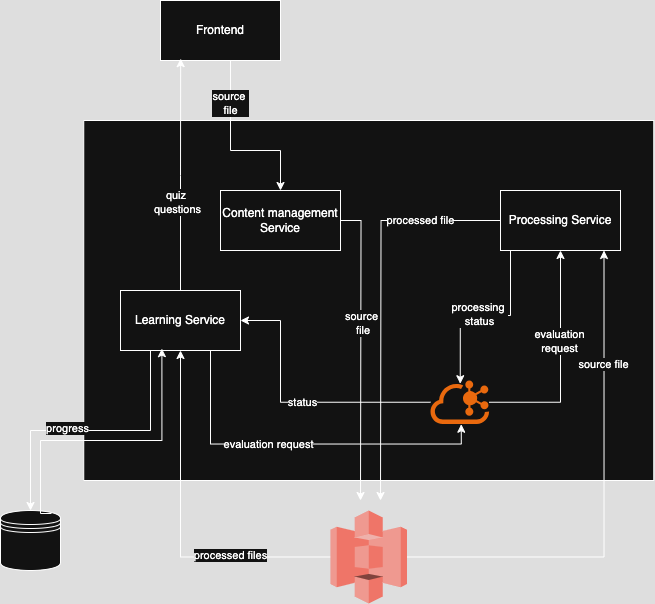 Frontend
source
file
quiz
questions
Content management
Service
processed file
Processing Service
Learning Service
source
file
processing
status
evaluation
request
source file
status
progress
evaluation request
processed files